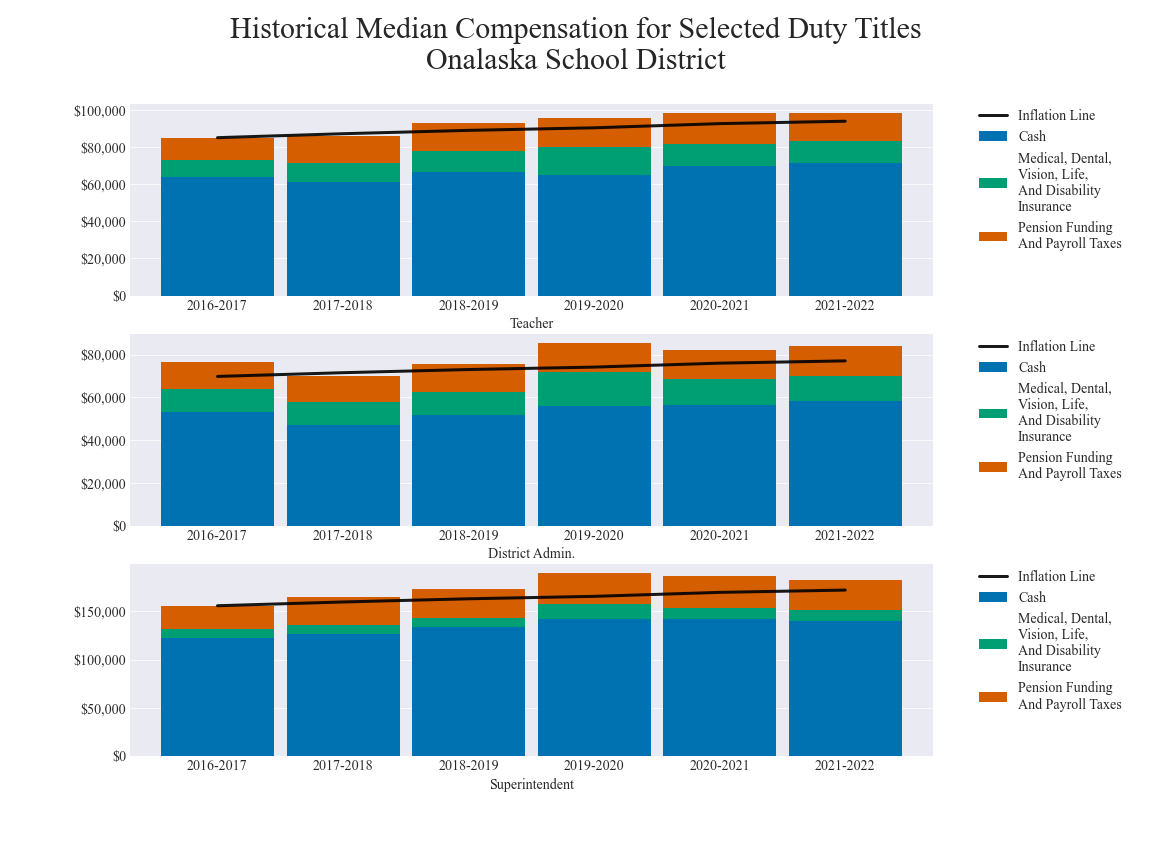 Historical Median Compensation for Selected Duty Titles
Onalaska School District
$100,000
$80,000
$60,000
$40,000
$20,000
$0
2016-2017 2017-2018 2018-2019 2019-2020 2020-2021 2021-2022
Teacher
Inflation Line
Cash
Medical, Dental,
Vision, Life,
And Disability
Insurance
Pension Funding
And Payroll Taxes
$80,000
$60,000
$40,000
$20,000
$0
2016-2017 2017-2018 2018-2019 2019-2020 2020-2021 2021-2022
District Admin.
Inflation Line
Cash
Medical, Dental,
Vision, Life,
And Disability
Insurance
Pension Funding
And Payroll Taxes
$150,000
$100,000
$50,000
$0
2016-2017 2017-2018 2018-2019 2019-2020 2020-2021 2021-2022
Superintendent
Inflation Line
Cash
Medical, Dental,
Vision, Life,
And Disability
Insurance
Pension Funding
And Payroll Taxes